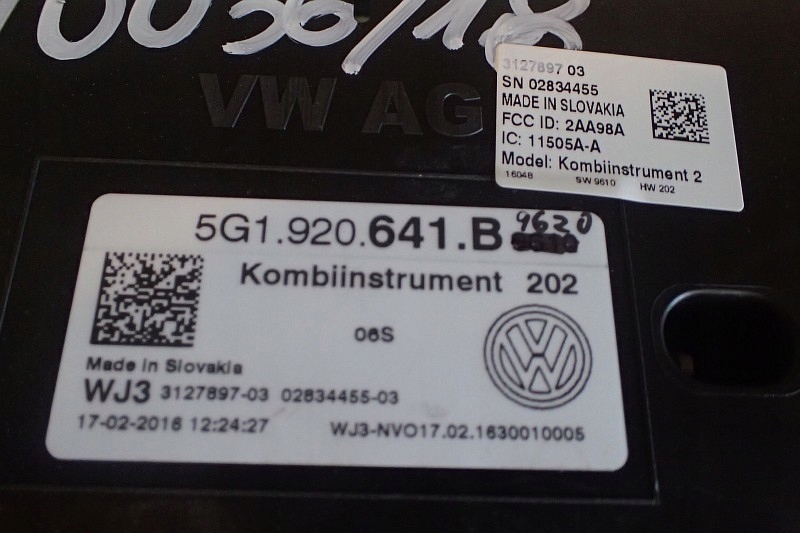 0036/18
VW AG
3127897 03
SN 02834455
MADE IN SLOVAKIA
FCC ID: 2AA98A
IC: 11505A-A
Model: Kombiinstrument 2
16048 SW 9610 HW 202
5G1.920.641.B 9620
Kombiinstrument 202
06S
Made in Slovakia
WJ3 3127897-03 02834455-03
17-02-2016 12:24:27 WJ3-NVO17.02.1630010005